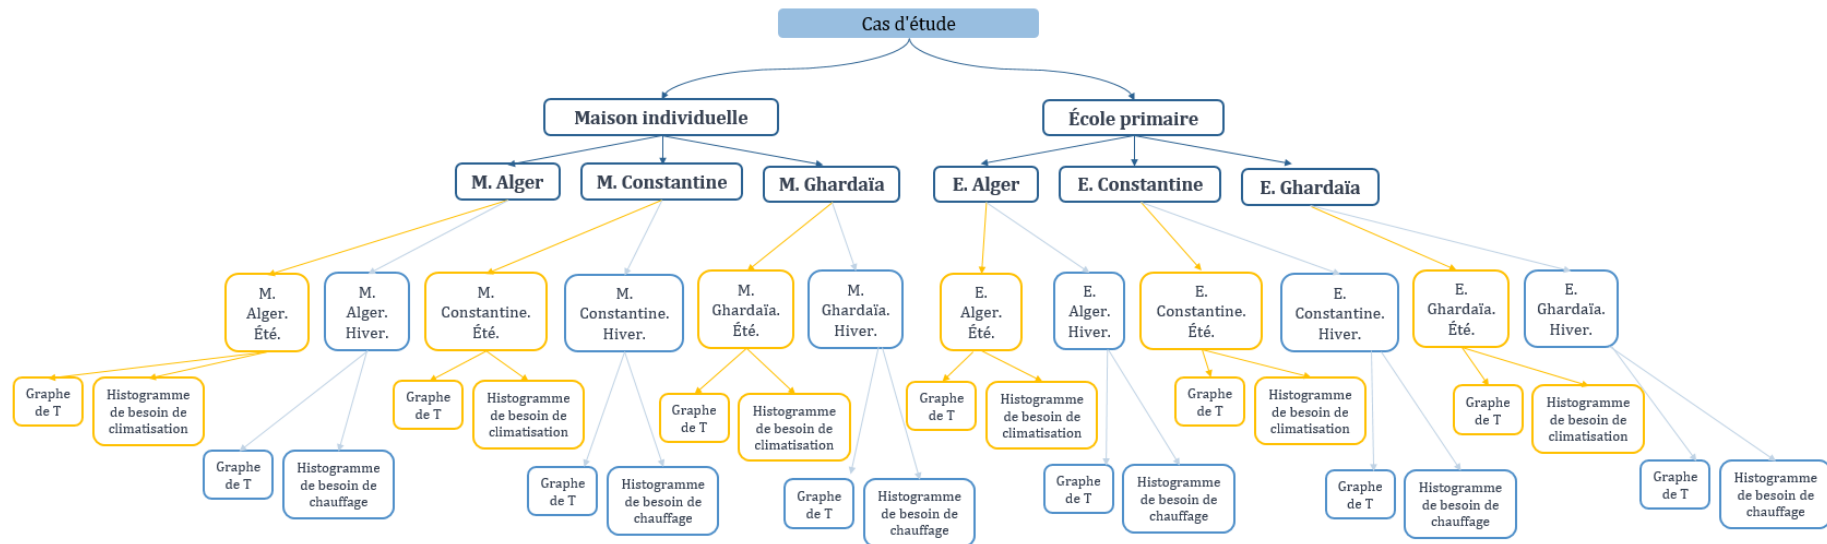 Cas d'étude
Maison individuelle
École primaire
M. Alger
M. Constantine
M. Ghardaïa
E. Alger
E. Constantine
E. Ghardaïa
M.
Alger.
Été.
M.
Alger.
Hiver.
M.
Constantine.
Été.
M.
Constantine.
Hiver.
M.
Ghardaïa.
Été.
M.
Ghardaïa.
Hiver.
E.
Alger.
Été.
E.
Alger.
Hiver.
E.
Constantine.
Été.
E.
Constantine.
Hiver.
E.
Ghardaïa.
Été.
E.
Ghardaïa.
Hiver.
Graphe
de T
Histogramme
de besoin de
climatisation
Graphe
de T
Histogramme
de besoin de
climatisation
Graphe
de T
Histogramme
de besoin de
climatisation
Graphe
de T
Histogramme
de besoin de
climatisation
Graphe
de T
Histogramme
de besoin de
climatisation
Graphe
de T
Histogramme
de besoin de
climatisation
Graphe
de T
Histogramme
de besoin de
chauffage
Graphe
de T
Histogramme
de besoin de
chauffage
Graphe
de T
Histogramme
de besoin de
chauffage
Graphe
de T
Histogramme
de besoin de
chauffage
Graphe
de T
Histogramme
de besoin de
chauffage
Graphe
de T
Histogramme
de besoin de
chauffage